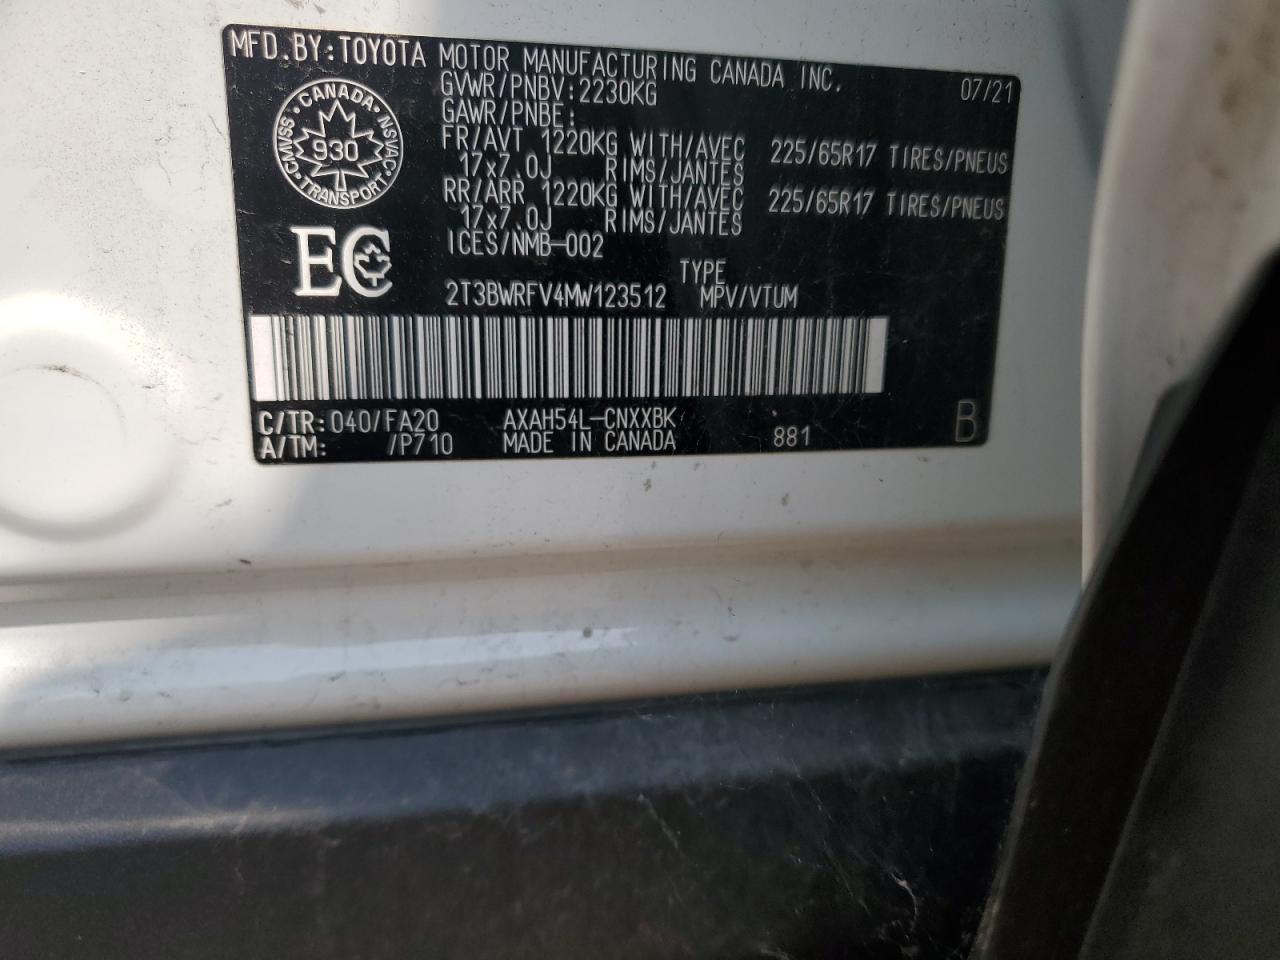 MFD.BY:TOYOTA MOTOR MANUFACTURING CANADA INC. 07/21
GVWR/PNBV:2230KG
GAWR/PNBE:
FR/AVT 1220KG WITH/AVEC 225/65R17 TIRES/PNEUS
17x7.0J RIMS/JANTES
RR/ARR 1220KG WITH/AVEC 225/65R17 TIRES/PNEUS
17x7.0J RIMS/JANTES
ICES/NMB-002
CANADA
CMVSS
NSVAC
930
TRANSPORT
EC
TYPE
2T3BWRFV4MW123512 MPV/VTUM
C/TR:040/FA20 AXAH54L-CNXXBK
A/TM: /P710 MADE IN CANADA 881
B